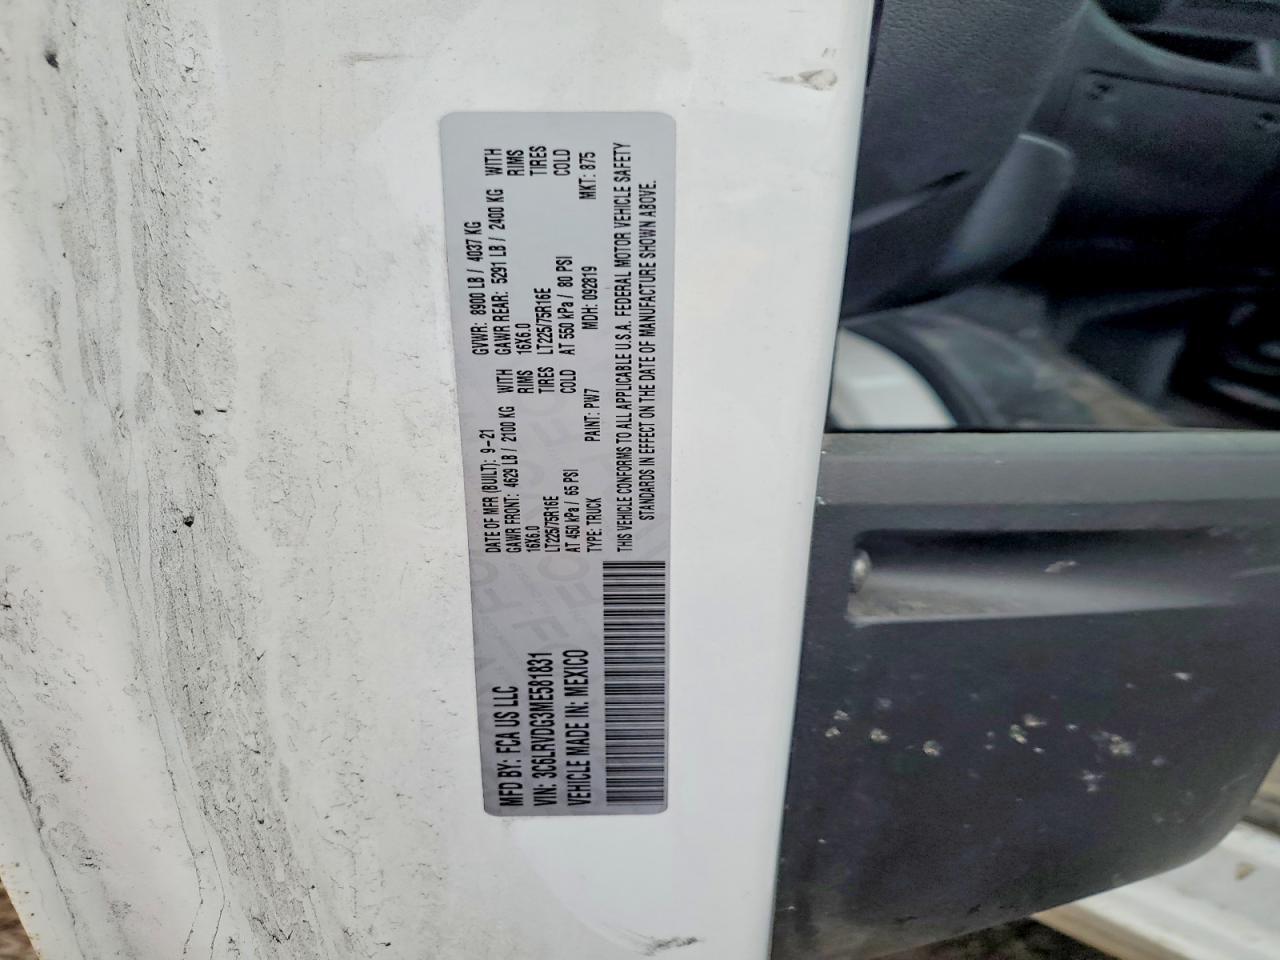 MFD BY: FCA US LLC
VIN: 3C6LRVDG3ME581831
VEHICLE MADE IN: MEXICO
DATE OF MFR (BUILT): 9-21 GVWR: 8900 LB / 4037 KG
GAWR FRONT: 4629 LB / 2100 KG WITH GAWR REAR: 5291 LB / 2400 KG WITH
16X6.0 RIMS 16X6.0 RIMS
LT225/75R16E TIRES LT225/75R16E TIRES
AT 450 kPa / 65 PSI COLD AT 550 kPa / 80 PSI COLD
TYPE: TRUCK PAINT: PW7 MDH: 092819 MKT: 875
THIS VEHICLE CONFORMS TO ALL APPLICABLE U.S.A. FEDERAL MOTOR VEHICLE SAFETY
STANDARDS IN EFFECT ON THE DATE OF MANUFACTURE SHOWN ABOVE.